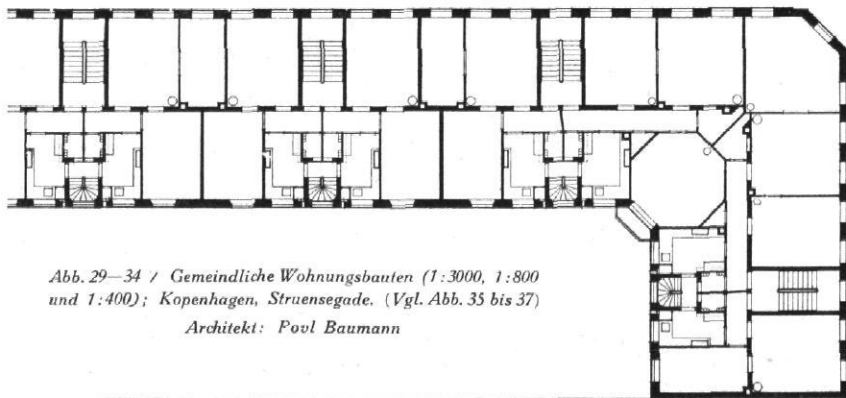 Abb. 29—34 / Gemeindliche Wohnungsbauten (1:3000, 1:800
und 1:400); Kopenhagen, Struensegade. (Vgl. Abb. 35 bis 37)
Architekt: Povl Baumann